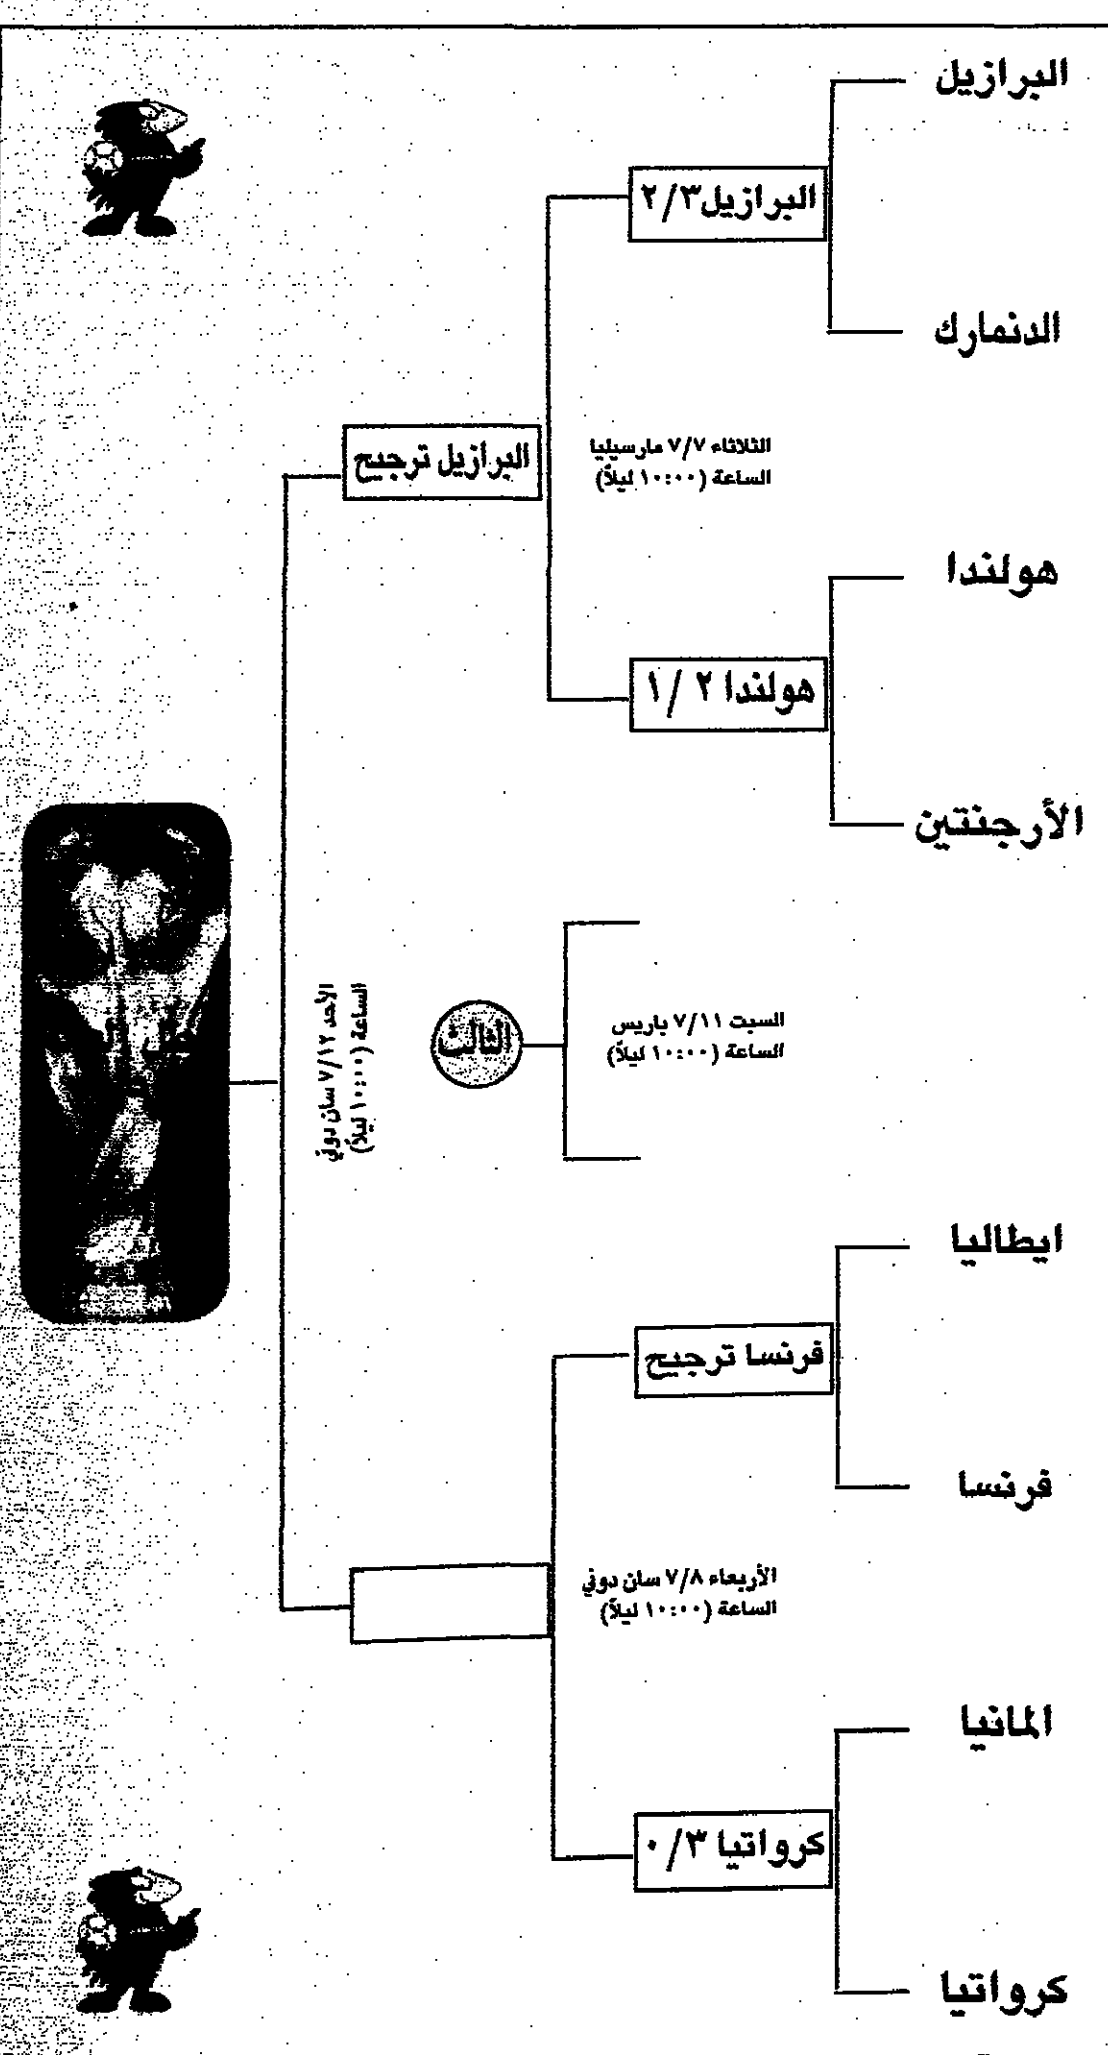 البرازيل
البرازيل٢/٣
الدنمارك
البرازيل ترجيح
الثلاثاء ٧/٧ مارسيليا
الساعة (١٠:٠٠ ليلاً)
هولندا
هولندا ٢ /١
الأرجنتين
الأحد ٧/١٢ سان دوني
الساعة (١٠:٠٠ ليلاً)
الثالث
السبت ٧/١١ باريس
الساعة (١٠:٠٠ ليلاً)
ايطاليا
فرنسا ترجيح
فرنسا
الأربعاء ٧/٨ سان دوني
الساعة (١٠:٠٠ ليلاً)
المانيا
كرواتيا ٠/٣
كرواتيا